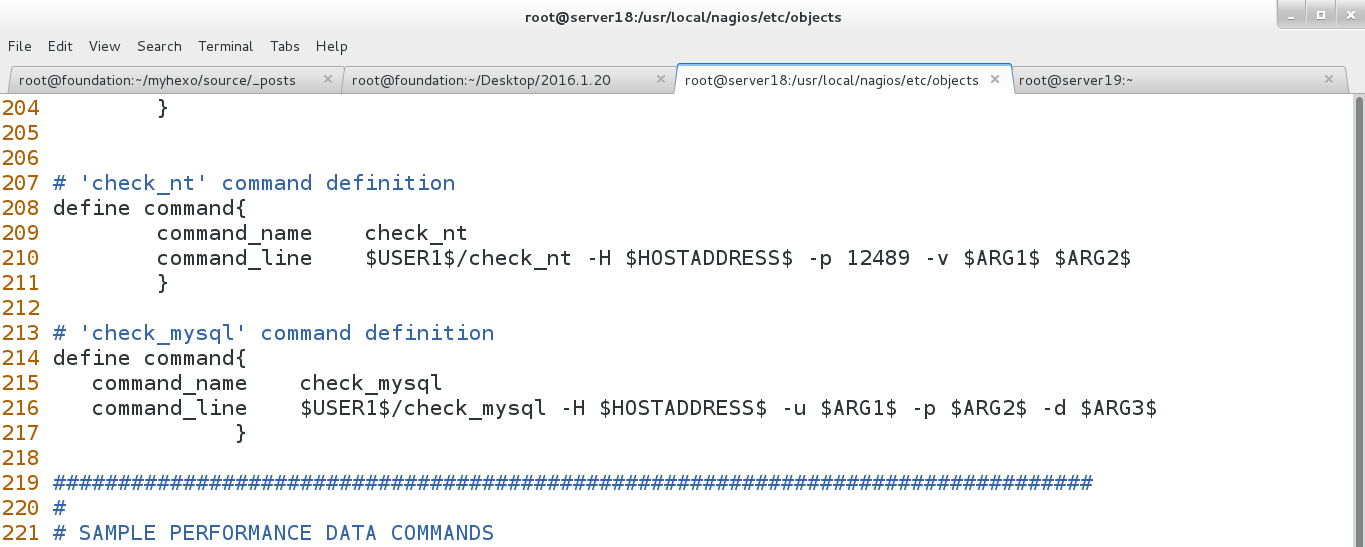 root@server18:/usr/local/nagios/etc/objects
File Edit View Search Terminal Tabs Help
root@foundation:~/myhexo/source/_posts root@foundation:~/Desktop/2016.1.20 root@server18:/usr/local/nagios/etc/objects root@server19:~
204         }
205
206
207 # 'check_nt' command definition
208 define command{
209         command_name    check_nt
210         command_line    $USER1$/check_nt -H $HOSTADDRESS$ -p 12489 -v $ARG1$ $ARG2$
211         }
212
213 # 'check_mysql' command definition
214 define command{
215    command_name    check_mysql
216    command_line    $USER1$/check_mysql -H $HOSTADDRESS$ -u $ARG1$ -p $ARG2$ -d $ARG3$
217               }
218
219 ################################################################################
220 #
221 # SAMPLE PERFORMANCE DATA COMMANDS